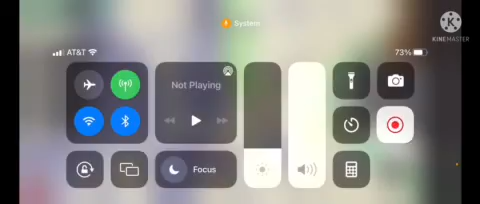 System
KINEMASTER
AT&T
73%
Not Playing
Focus